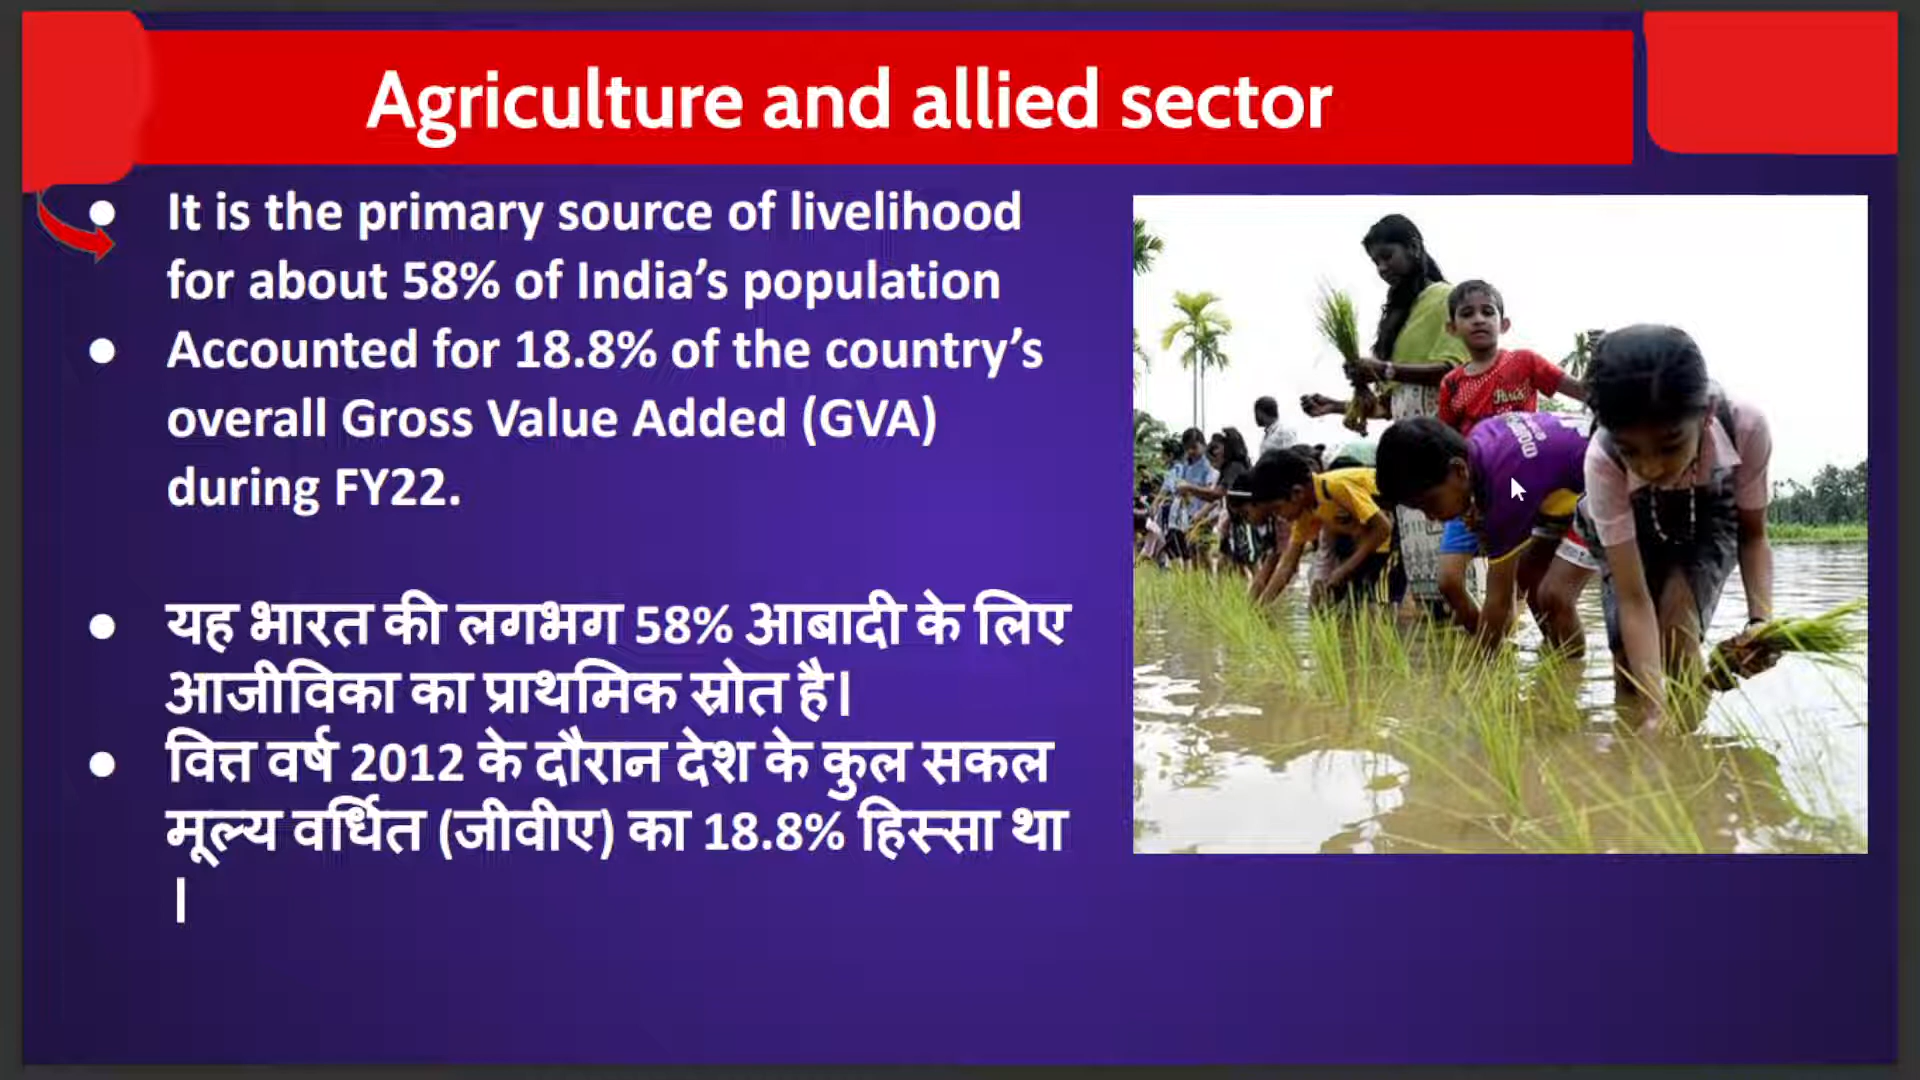 Agriculture and allied sector
● It is the primary source of livelihood
for about 58% of India’s population
● Accounted for 18.8% of the country’s
overall Gross Value Added (GVA)
during FY22.
● यह भारत की लगभग 58% आबादी के लिए
आजीविका का प्राथमिक स्रोत है।
● वित्त वर्ष 2012 के दौरान देश के कुल सकल
मूल्य वर्धित (जीवीए) का 18.8% हिस्सा था
।